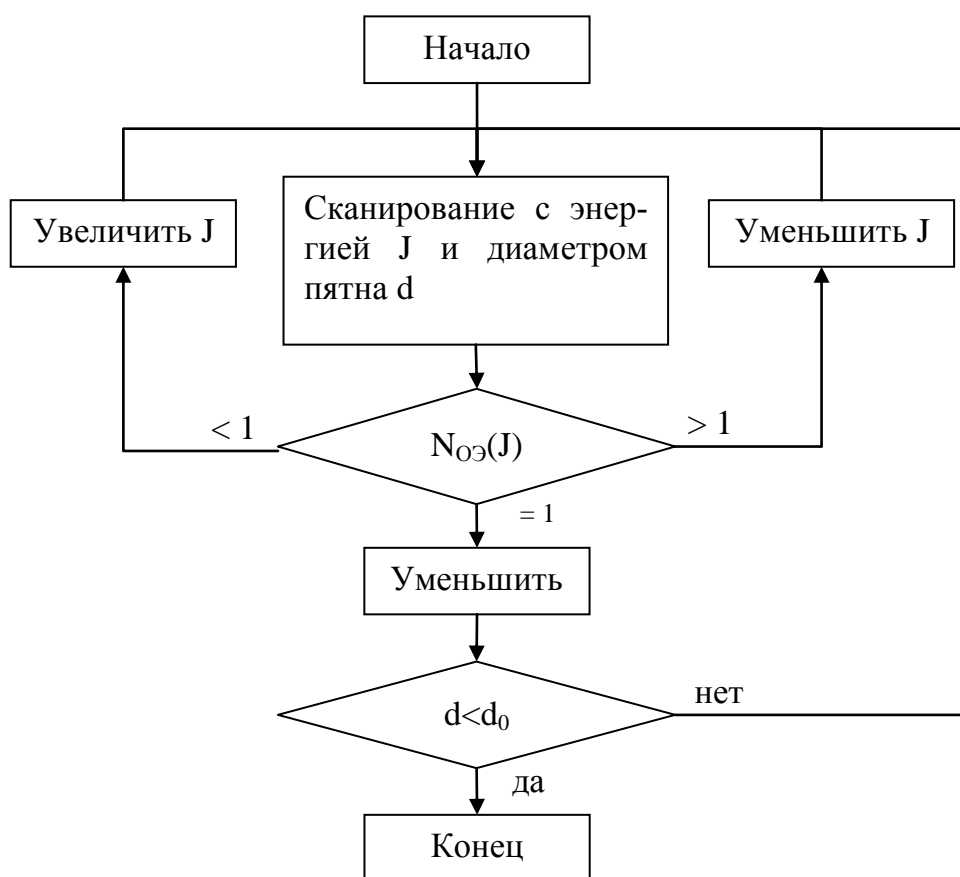 Начало
Увеличить J
Сканирование с энер-
гией J и диаметром
пятна d
Уменьшить J
< 1
> 1
NОЭ(J)
= 1
Уменьшить
нет
d<d0
да
Конец